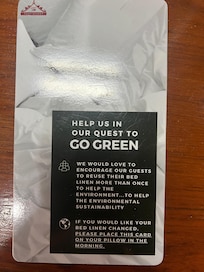 HELP US IN
OUR QUEST TO
GO GREEN
WE WOULD LOVE TO
ENCOURAGE OUR GUESTS
TO REUSE THEIR BED
LINEN MORE THAN ONCE
TO HELP THE
ENVIRONMENT...TO HELP
THE ENVIRONMENTAL
SUSTAINABILITY
IF YOU WOULD LIKE YOUR
BED LINEN CHANGED,
PLEASE PLACE THIS CARD
ON YOUR PILLOW IN THE
MORNING.